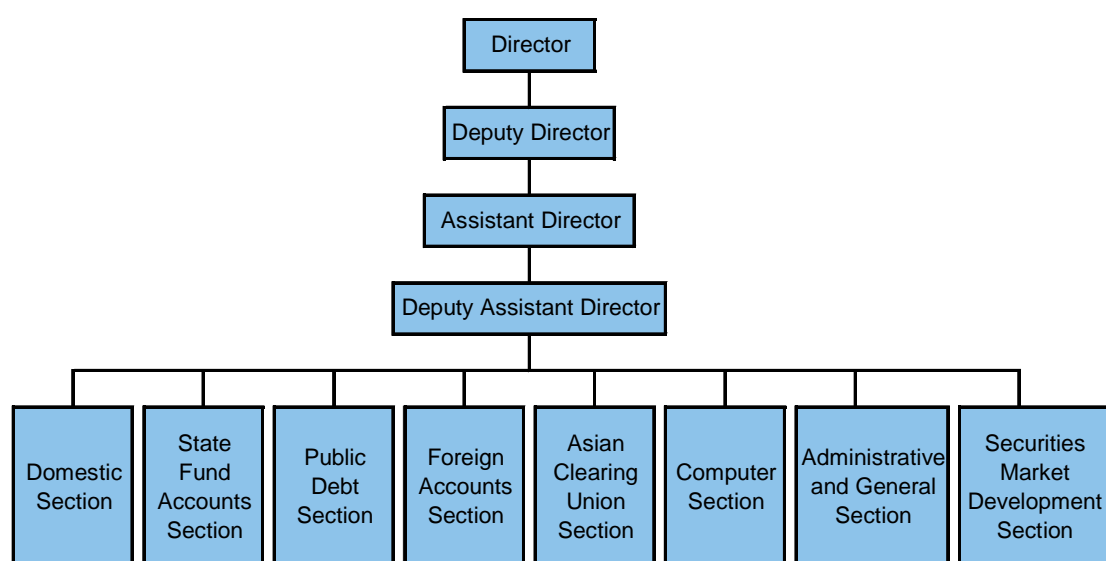 Director
Deputy Director
Assistant Director
Deputy Assistant Director
Domestic
Section
State
Fund
Accounts
Section
Public
Debt
Section
Foreign
Accounts
Section
Asian
Clearing
Union
Section
Computer
Section
Administrative
and General
Section
Securities
Market
Development
Section